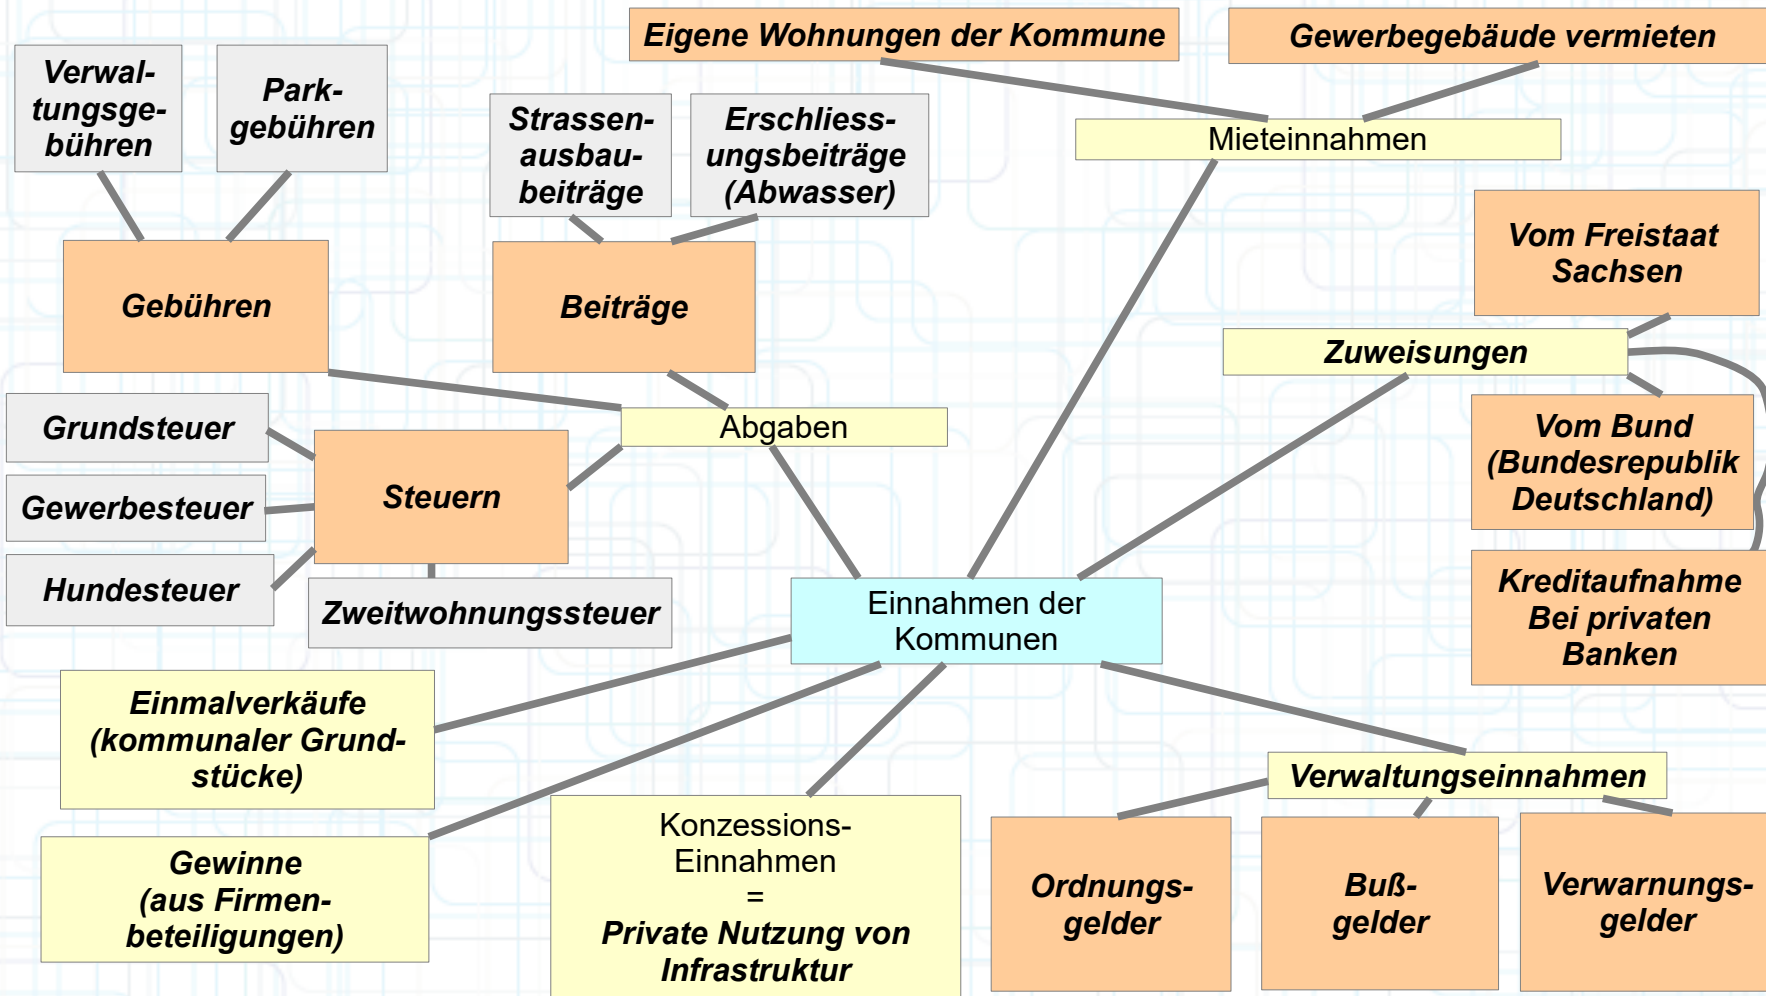 Eigene Wohnungen der Kommune
Gewerbegebäude vermieten
Verwal-
tungsge-
bühren
Park-
gebühren
Strassen-
ausbau-
beiträge
Erschliess-
ungsbeiträge
(Abwasser)
Mieteinnahmen
Vom Freistaat
Sachsen
Gebühren
Beiträge
Zuweisungen
Grundsteuer
Abgaben
Vom Bund
(Bundesrepublik
Deutschland)
Gewerbesteuer
Steuern
Hundesteuer
Zweitwohnungssteuer
Einnahmen der
Kommunen
Kreditaufnahme
Bei privaten
Banken
Einmalverkäufe
(kommunaler Grund-
stücke)
Verwaltungseinnahmen
Gewinne
(aus Firmen-
beteiligungen)
Konzessions-
Einnahmen
=
Private Nutzung von
Infrastruktur
Ordnungs-
gelder
Buß-
gelder
Verwarnungs-
gelder